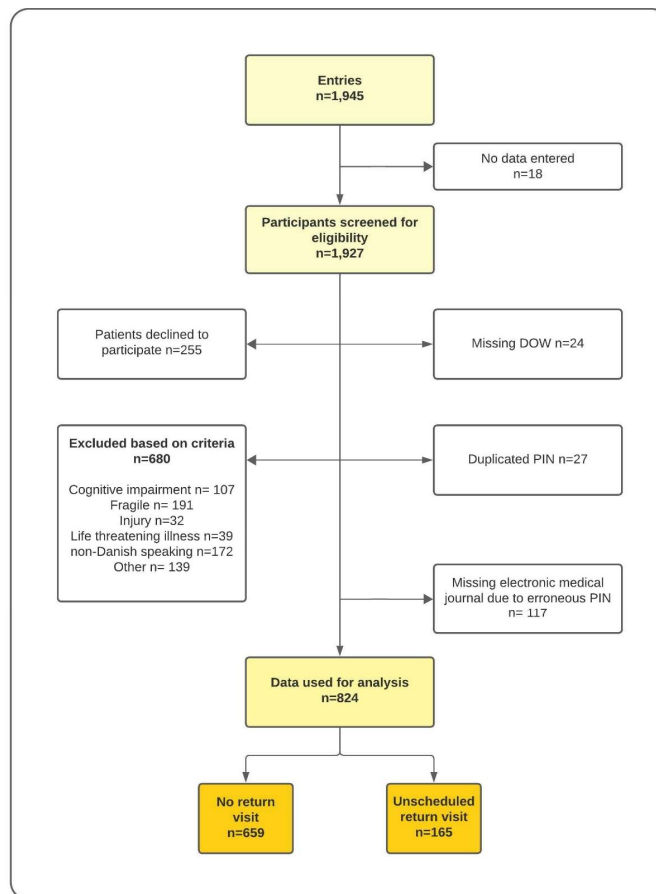 Entries
n=1,945
No data entered
n=18
Participants screened for
eligibility
n=1,927
Patients declined to
participate n=255
Missing DOW n=24
Excluded based on criteria
n=680
Cognitive impairment n= 107
Fragile n= 191
Injury n=32
Life threatening illness n=39
non-Danish speaking n=172
Other n= 139
Duplicated PIN n=27
Missing electronic medical
journal due to erroneous PIN
n= 117
Data used for analysis
n=824
No return
visit
n=659
Unscheduled
return visit
n=165